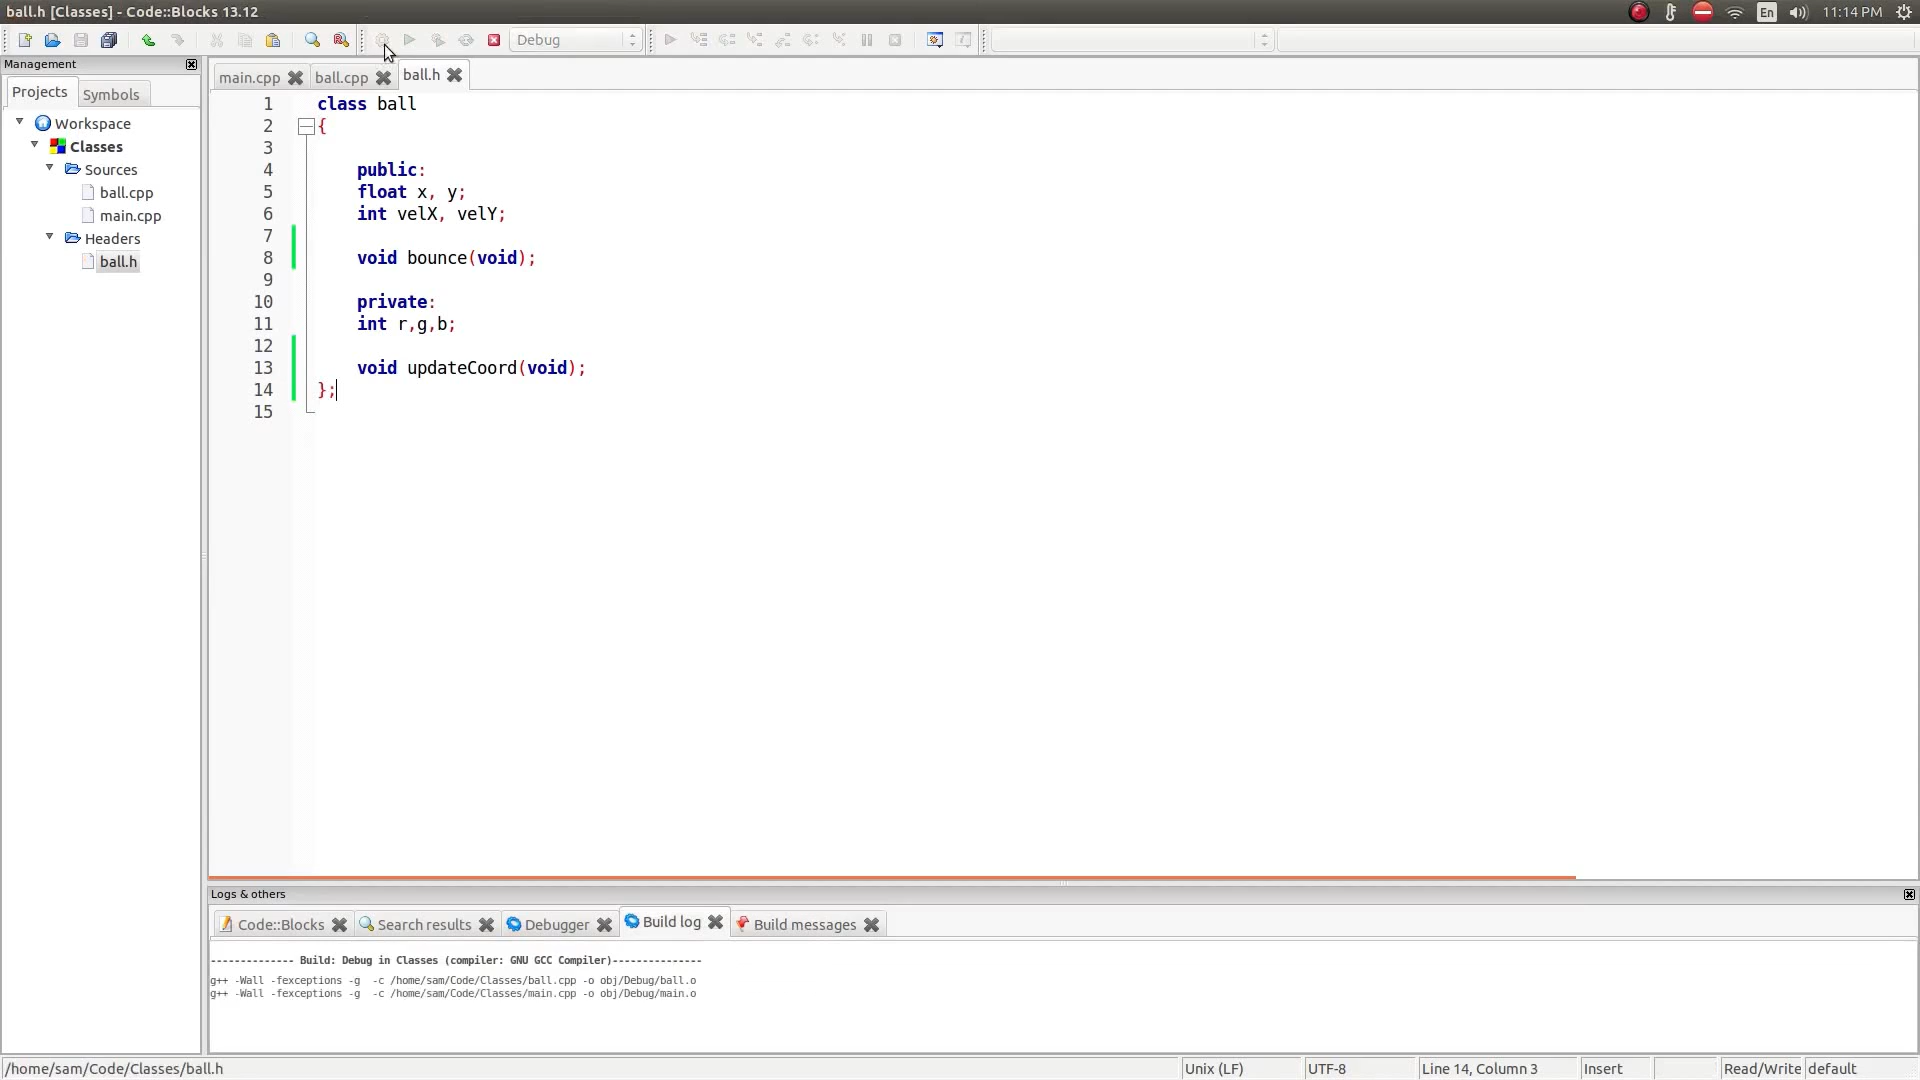 ball.h [Classes] - Code::Blocks 13.12
En
11:14 PM
Debug
Management
Projects
Symbols
Workspace
Classes
Sources
ball.cpp
main.cpp
Headers
ball.h
main.cpp
ball.cpp
ball.h
1 class ball
2 {
3
4 public:
5 float x, y;
6 int velX, velY;
7
8 void bounce(void);
9
10 private:
11 int r,g,b;
12
13 void updateCoord(void);
14 };
15
Logs & others
Code::Blocks
Search results
Debugger
Build log
Build messages
-------------- Build: Debug in Classes (compiler: GNU GCC Compiler)---------------
g++ -Wall -fexceptions -g  -c /home/sam/Code/Classes/ball.cpp -o obj/Debug/ball.o
g++ -Wall -fexceptions -g  -c /home/sam/Code/Classes/main.cpp -o obj/Debug/main.o
/home/sam/Code/Classes/ball.h
Unix (LF)
UTF-8
Line 14, Column 3
Insert
Read/Write
default